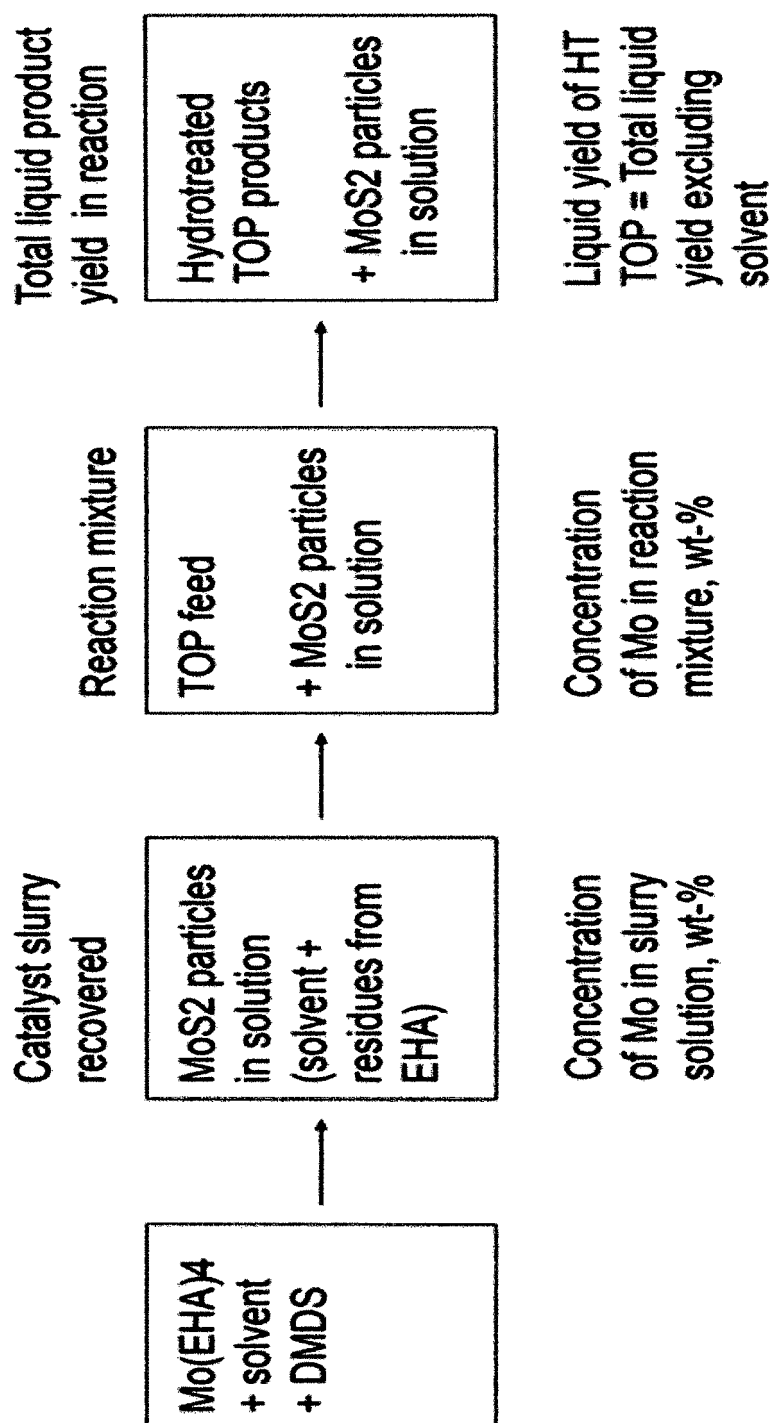 Mo(EHA)4
+ solvent
+ DMDS
Catalyst slurry
recovered
MoS2 particles
in solution
(solvent +
residues from
EHA)
Concentration
of Mo in slurry
solution, wt-%
Reaction mixture
TOP feed
+ MoS2 particles
in solution
Concentration
of Mo in reaction
mixture, wt-%
Total liquid product
yield in reaction
Hydrotreated
TOP products
+ MoS2 particles
in solution
Liquid yield of HT
TOP = Total liquid
yield excluding
solvent